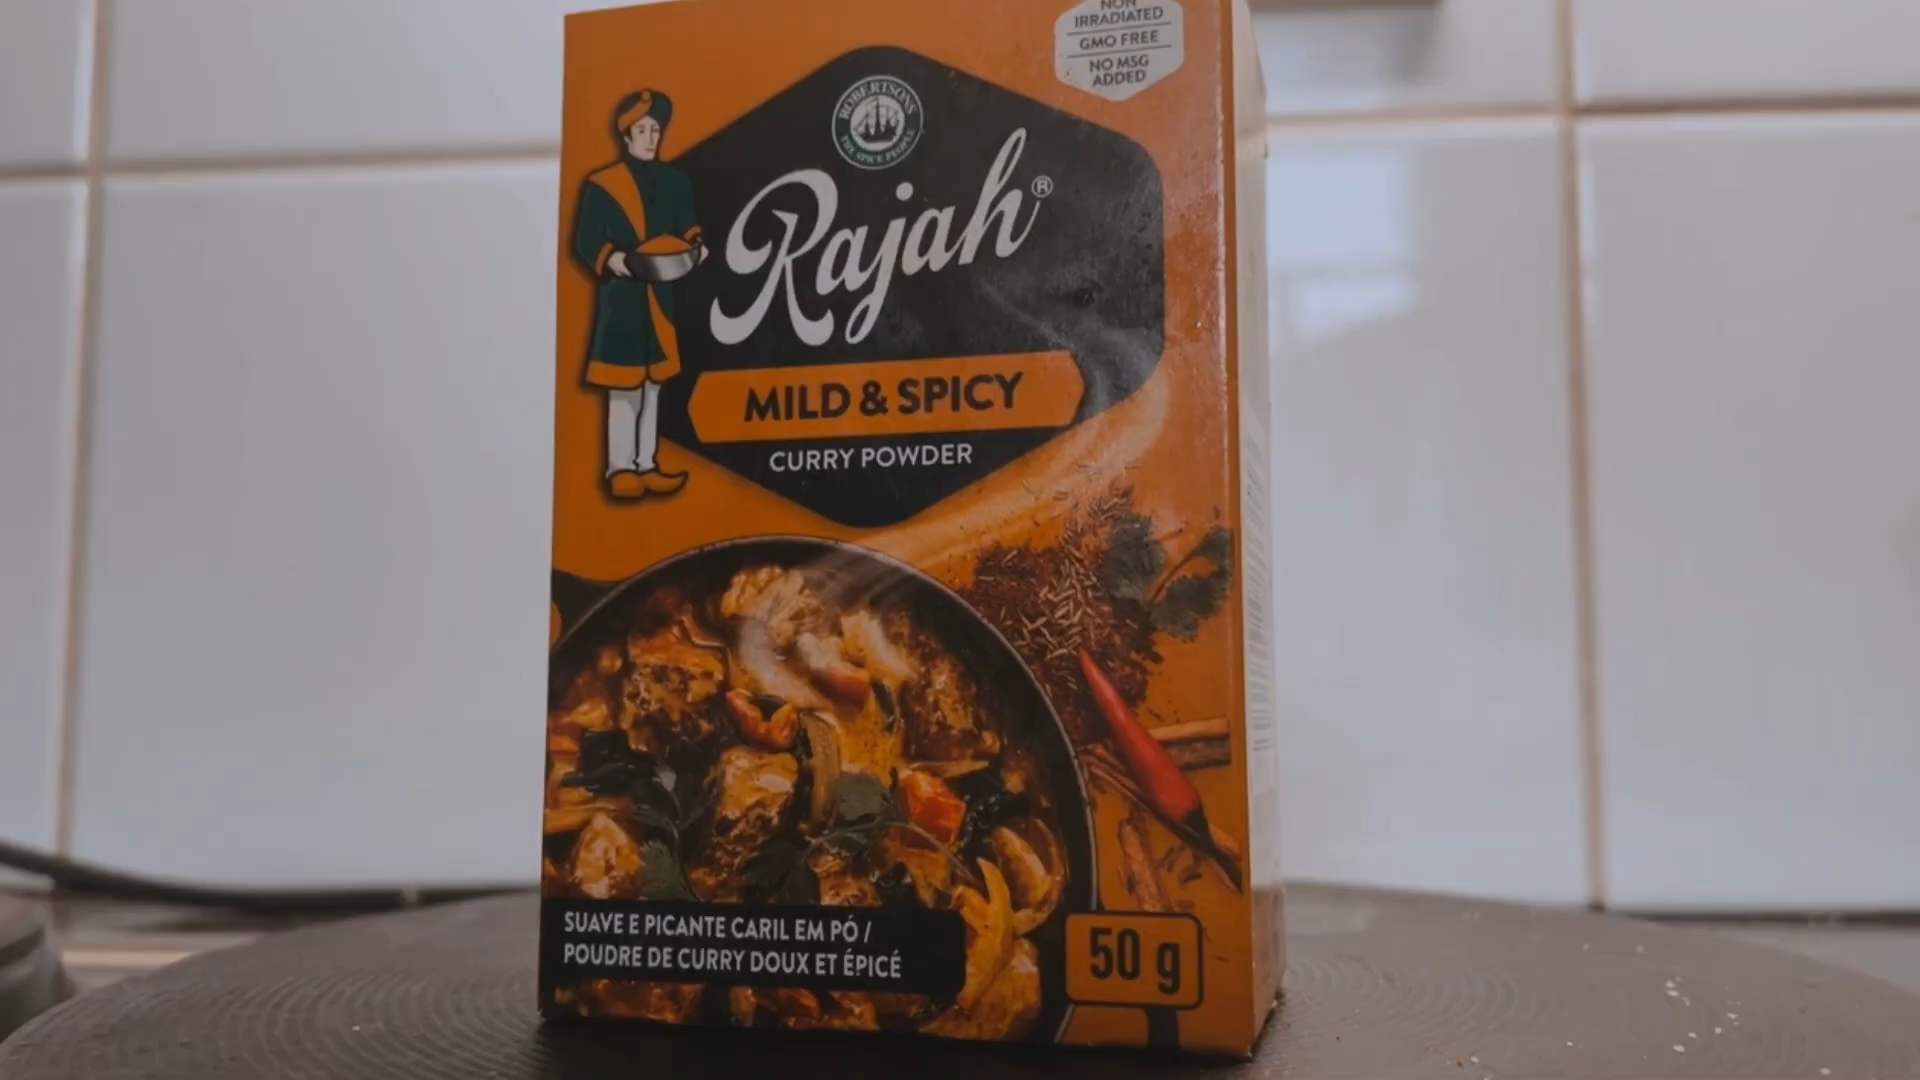 NON
IRRADIATED
GMO FREE
NO MSG
ADDED
ROBERTSONS
THE SPICE PEOPLE
Rajah®
MILD & SPICY
CURRY POWDER
SUAVE E PICANTE CARIL EM PÓ /
POUDRE DE CURRY DOUX ET ÉPICÉ
50 g